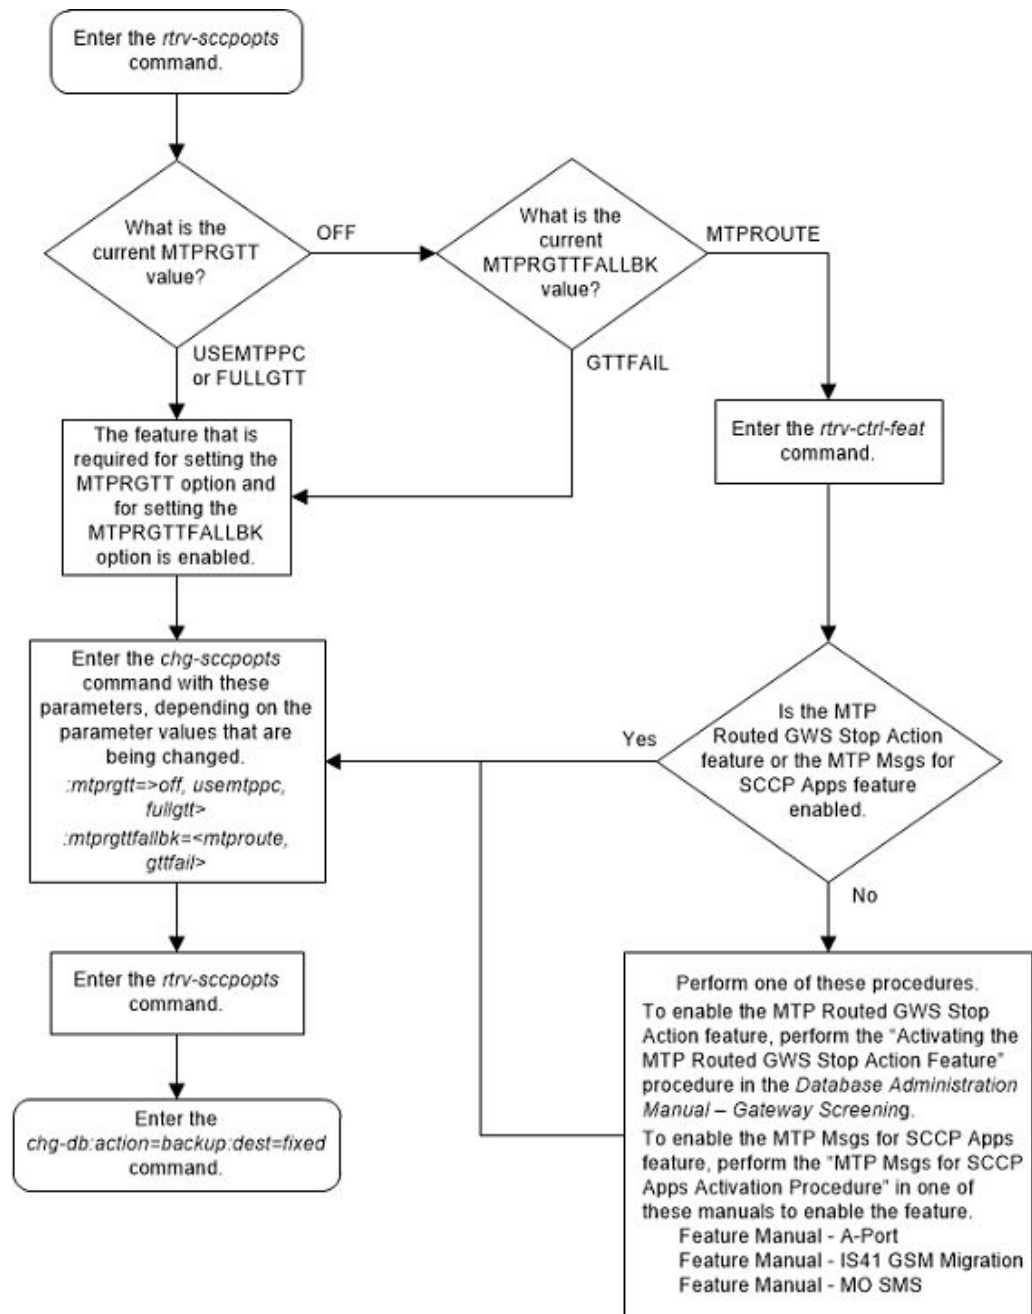 Enter the rtrv-sccpopts
command.
What is the
current MTPRGTT
value?
OFF
What is the
current
MTPRGTTFALLBK
value?
MTPROUTE
USEMTPPC
or FULLGTT
GTTFAIL
The feature that is
required for setting the
MTPRGTT option and
for setting the
MTPRGTTFALLBK
option is enabled.
Enter the rtrv-ctrl-feat
command.
Enter the chg-sccpopts
command with these
parameters, depending on the
parameter values that are
being changed.
:mtprgtt=>off, usemtppc,
fullgtt>
:mtprgttfallbk=<mtproute,
gttfail>
Yes
Is the MTP
Routed GWS Stop Action
feature or the MTP Msgs for
SCCP Apps feature
enabled.
No
Enter the rtrv-sccpopts
command.
Enter the
chg-db:action=backup:dest=fixed
command.
Perform one of these procedures.
To enable the MTP Routed GWS Stop
Action feature, perform the “Activating the
MTP Routed GWS Stop Action Feature”
procedure in the Database Administration
Manual – Gateway Screening.
To enable the MTP Msgs for SCCP Apps
feature, perform the “MTP Msgs for SCCP
Apps Activation Procedure” in one of
these manuals to enable the feature.
Feature Manual - A-Port
Feature Manual - IS41 GSM Migration
Feature Manual - MO SMS